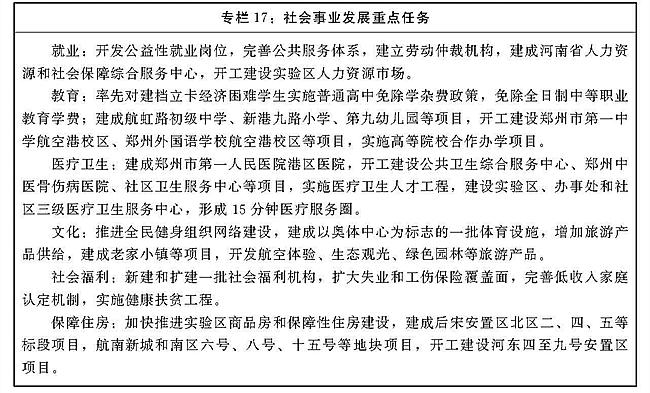 专栏 17：社会事业发展重点任务
就业：开发公益性就业岗位，完善公共服务体系，建立劳动仲裁机构，建成河南省人力资
源和社会保障综合服务中心，开工建设实验区人力资源市场。
教育：率先对建档立卡经济困难学生实施普通高中免除学杂费政策，免除全日制中等职业
教育学费；建成航虹路初级中学、新港九路小学、第九幼儿园等项目，开工建设郑州市第一中
学航空港校区、郑州外国语学校航空港校区等项目，实施高等院校合作办学项目。
医疗卫生：建成郑州市第一人民医院港区医院，开工建设公共卫生综合服务中心、郑州中
医骨伤病医院、社区卫生服务中心等项目，实施医疗卫生人才工程，建设实验区、办事处和社
区三级医疗卫生服务中心，形成 15 分钟医疗服务圈。
文化：推进全民健身组织网络建设，建成以奥体中心为标志的一批体育设施，增加旅游产
品供给，建成老家小镇等项目，开发航空体验、生态观光、绿色园林等旅游产品。
社会福利：新建和扩建一批社会福利机构，扩大失业和工伤保险覆盖面，完善低收入家庭
认定机制，实施健康扶贫工程。
保障住房：加快推进实验区商品房和保障性住房建设，建成后宋安置区北区二、四、五等
标段项目，航南新城和南区六号、八号、十五号等地块项目，开工建设河东四至九号安置区
项目。